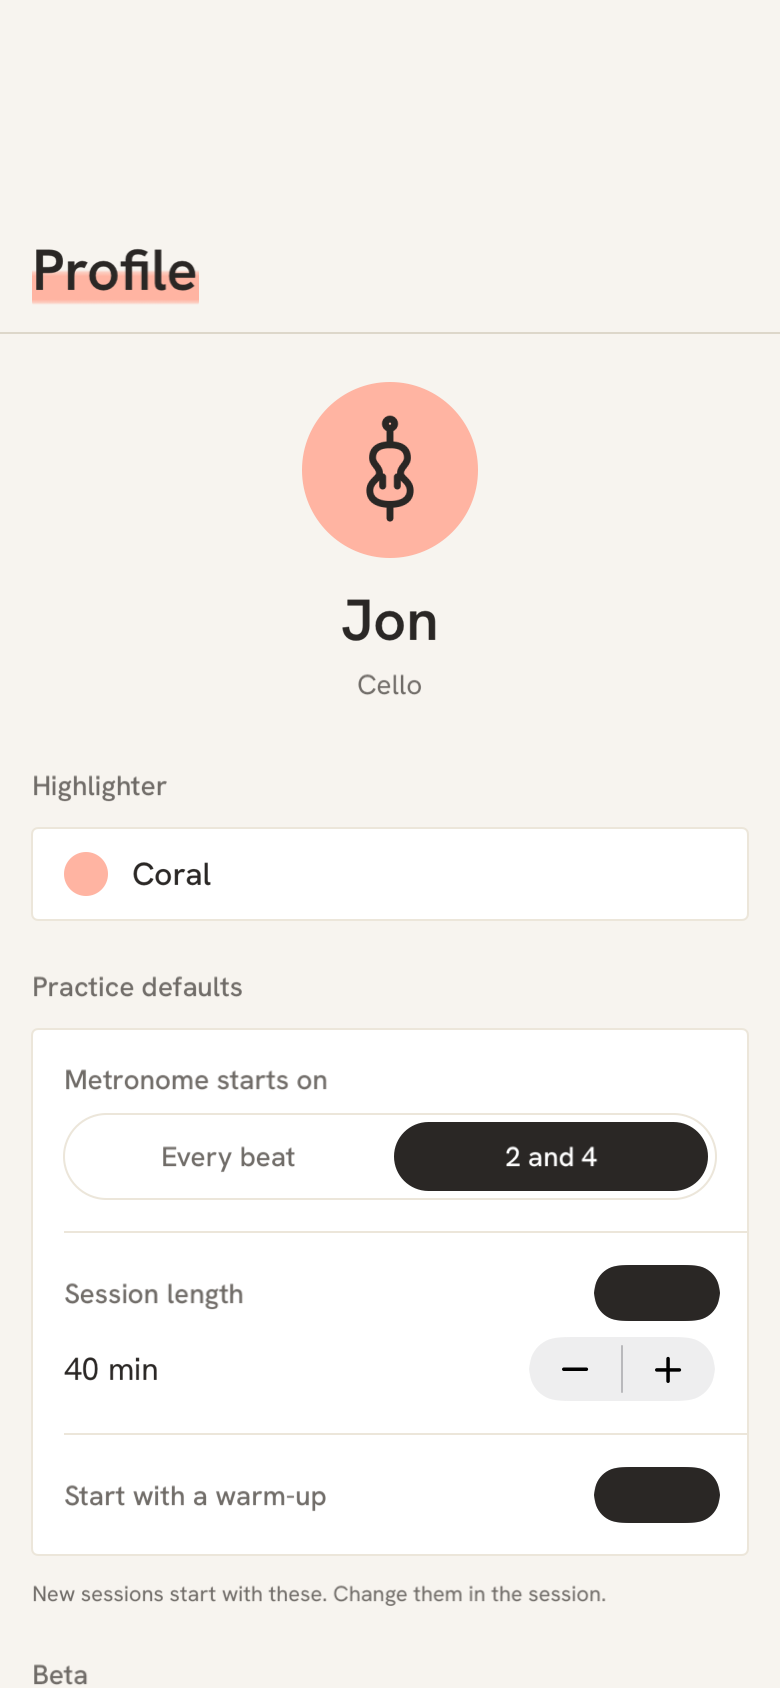 Profile
Jon
Cello
Highlighter
Coral
Practice defaults
Metronome starts on
Every beat
2 and 4
Session length
40 min
Start with a warm-up
New sessions start with these. Change them in the session.
Beta